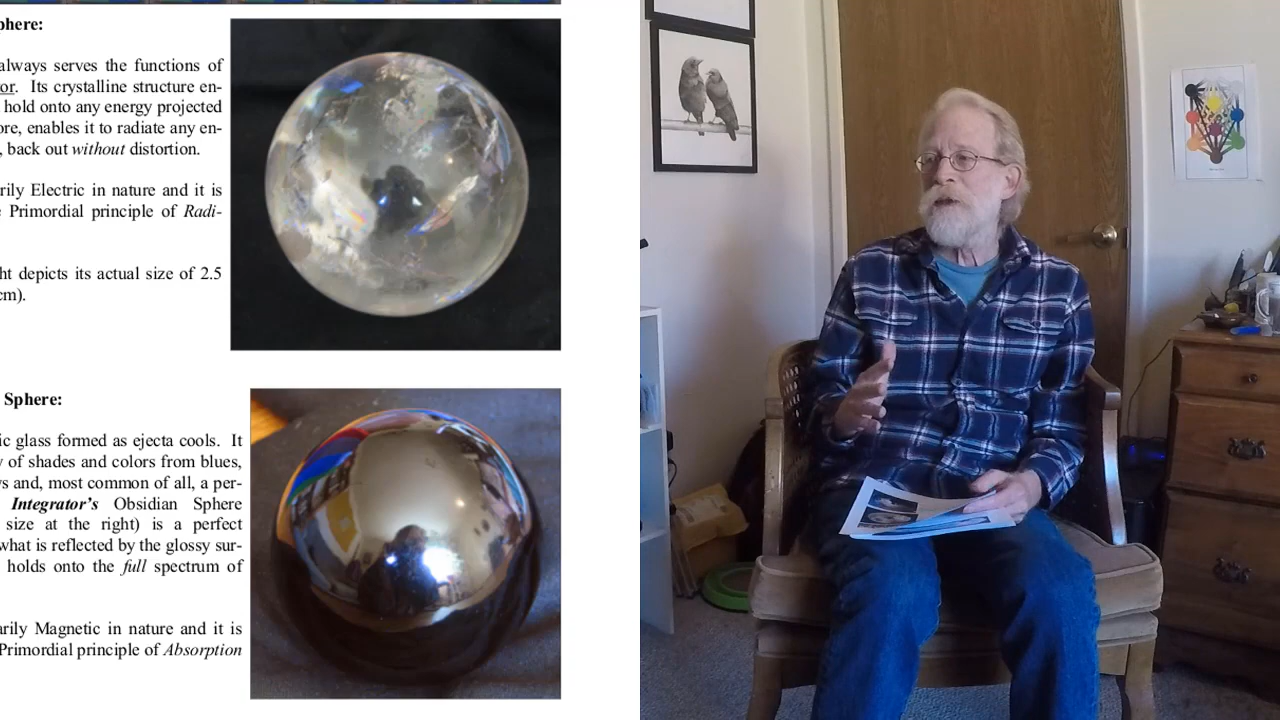 phere:
always serves the functions of
or. Its crystalline structure en-
hold onto any energy projected
ore, enables it to radiate any en-
, back out without distortion.
rily Electric in nature and it is
e Primordial principle of Radi-
ht depicts its actual size of 2.5
cm).
Sphere:
ic glass formed as ejecta cools. It
y of shades and colors from blues,
ws and, most common of all, a per-
Integrator's Obsidian Sphere
size at the right) is a perfect
what is reflected by the glossy sur-
holds onto the full spectrum of
arily Magnetic in nature and it is
Primordial principle of Absorption